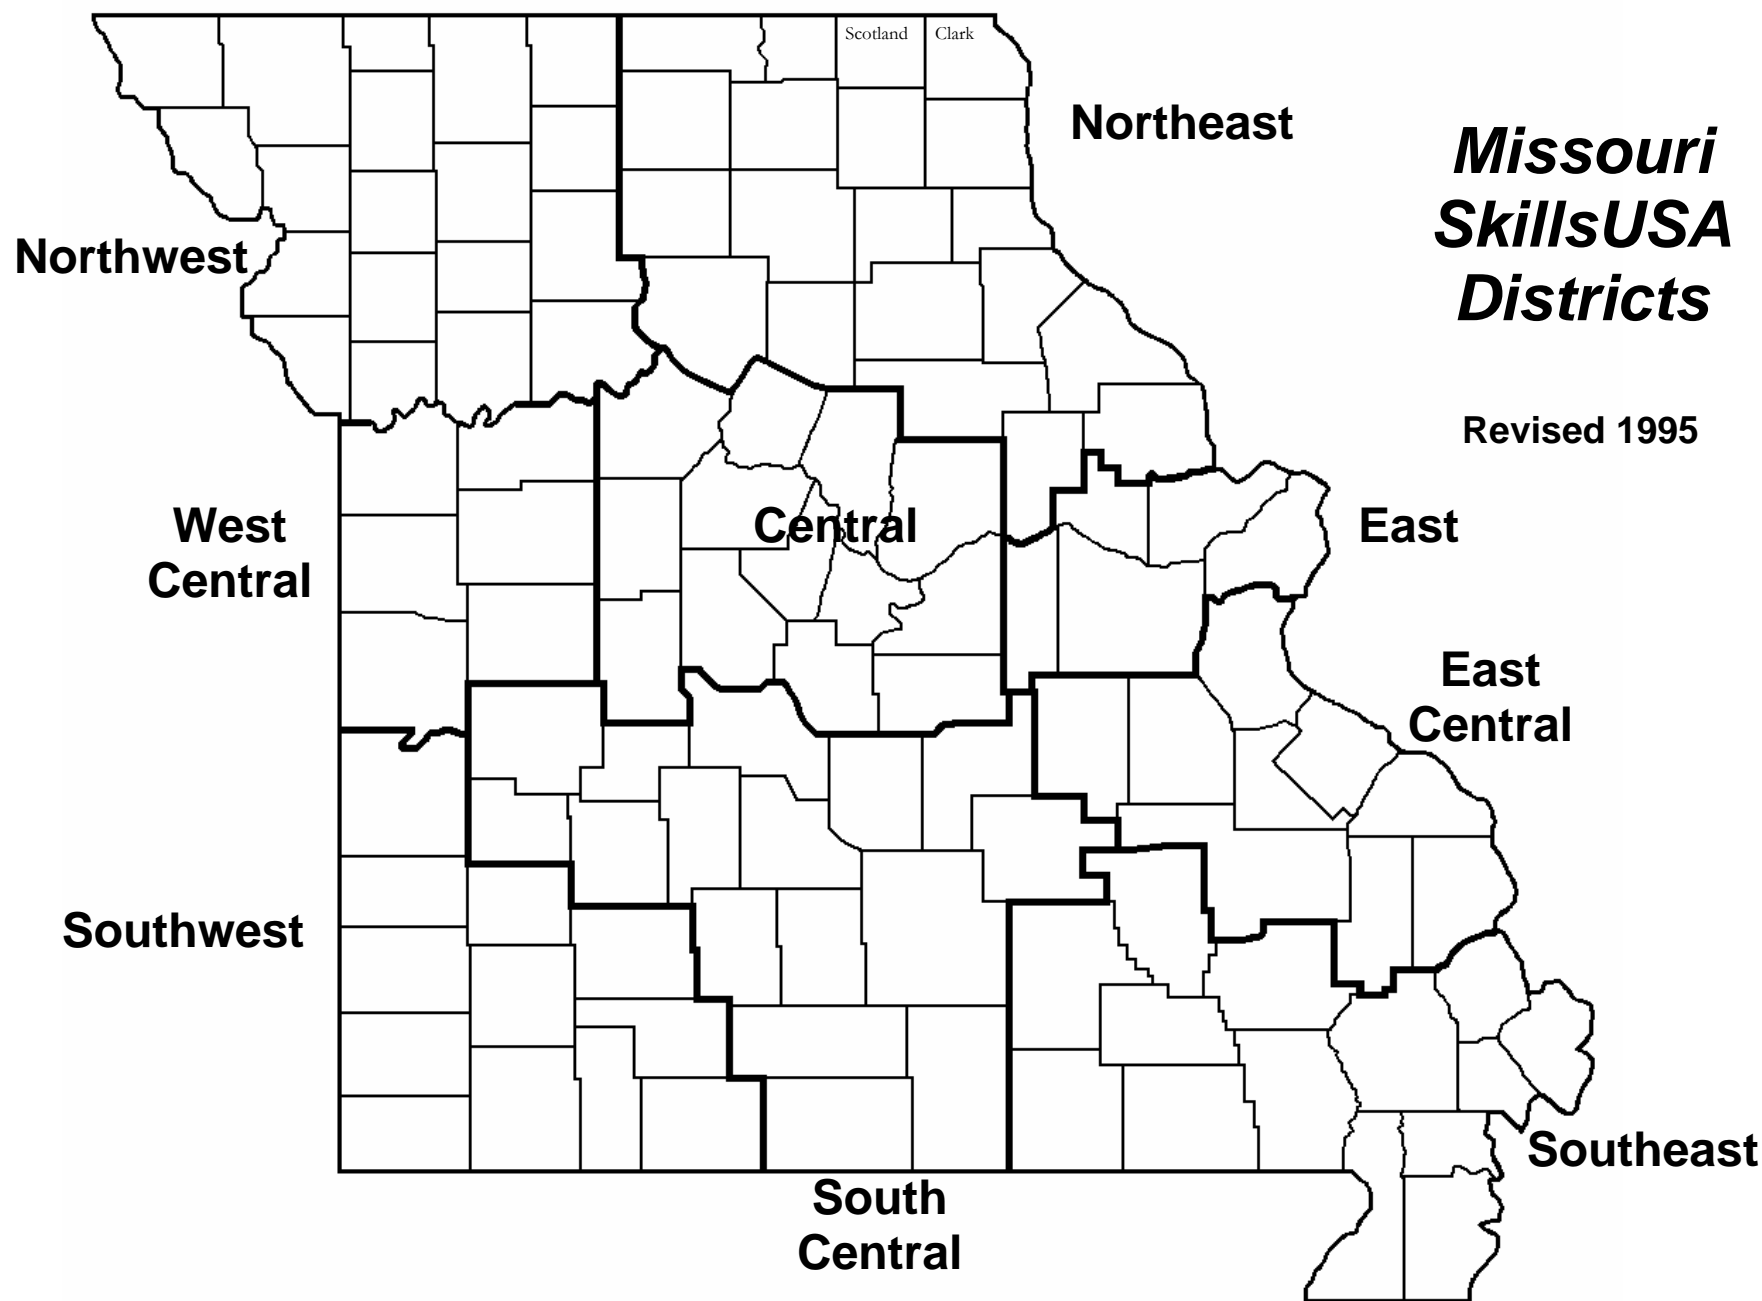 Scotland
Clark
Northeast
Missouri
SkillsUSA
Districts
Northwest
Revised 1995
West
Central
Central
East
East
Central
Southwest
Southeast
South
Central